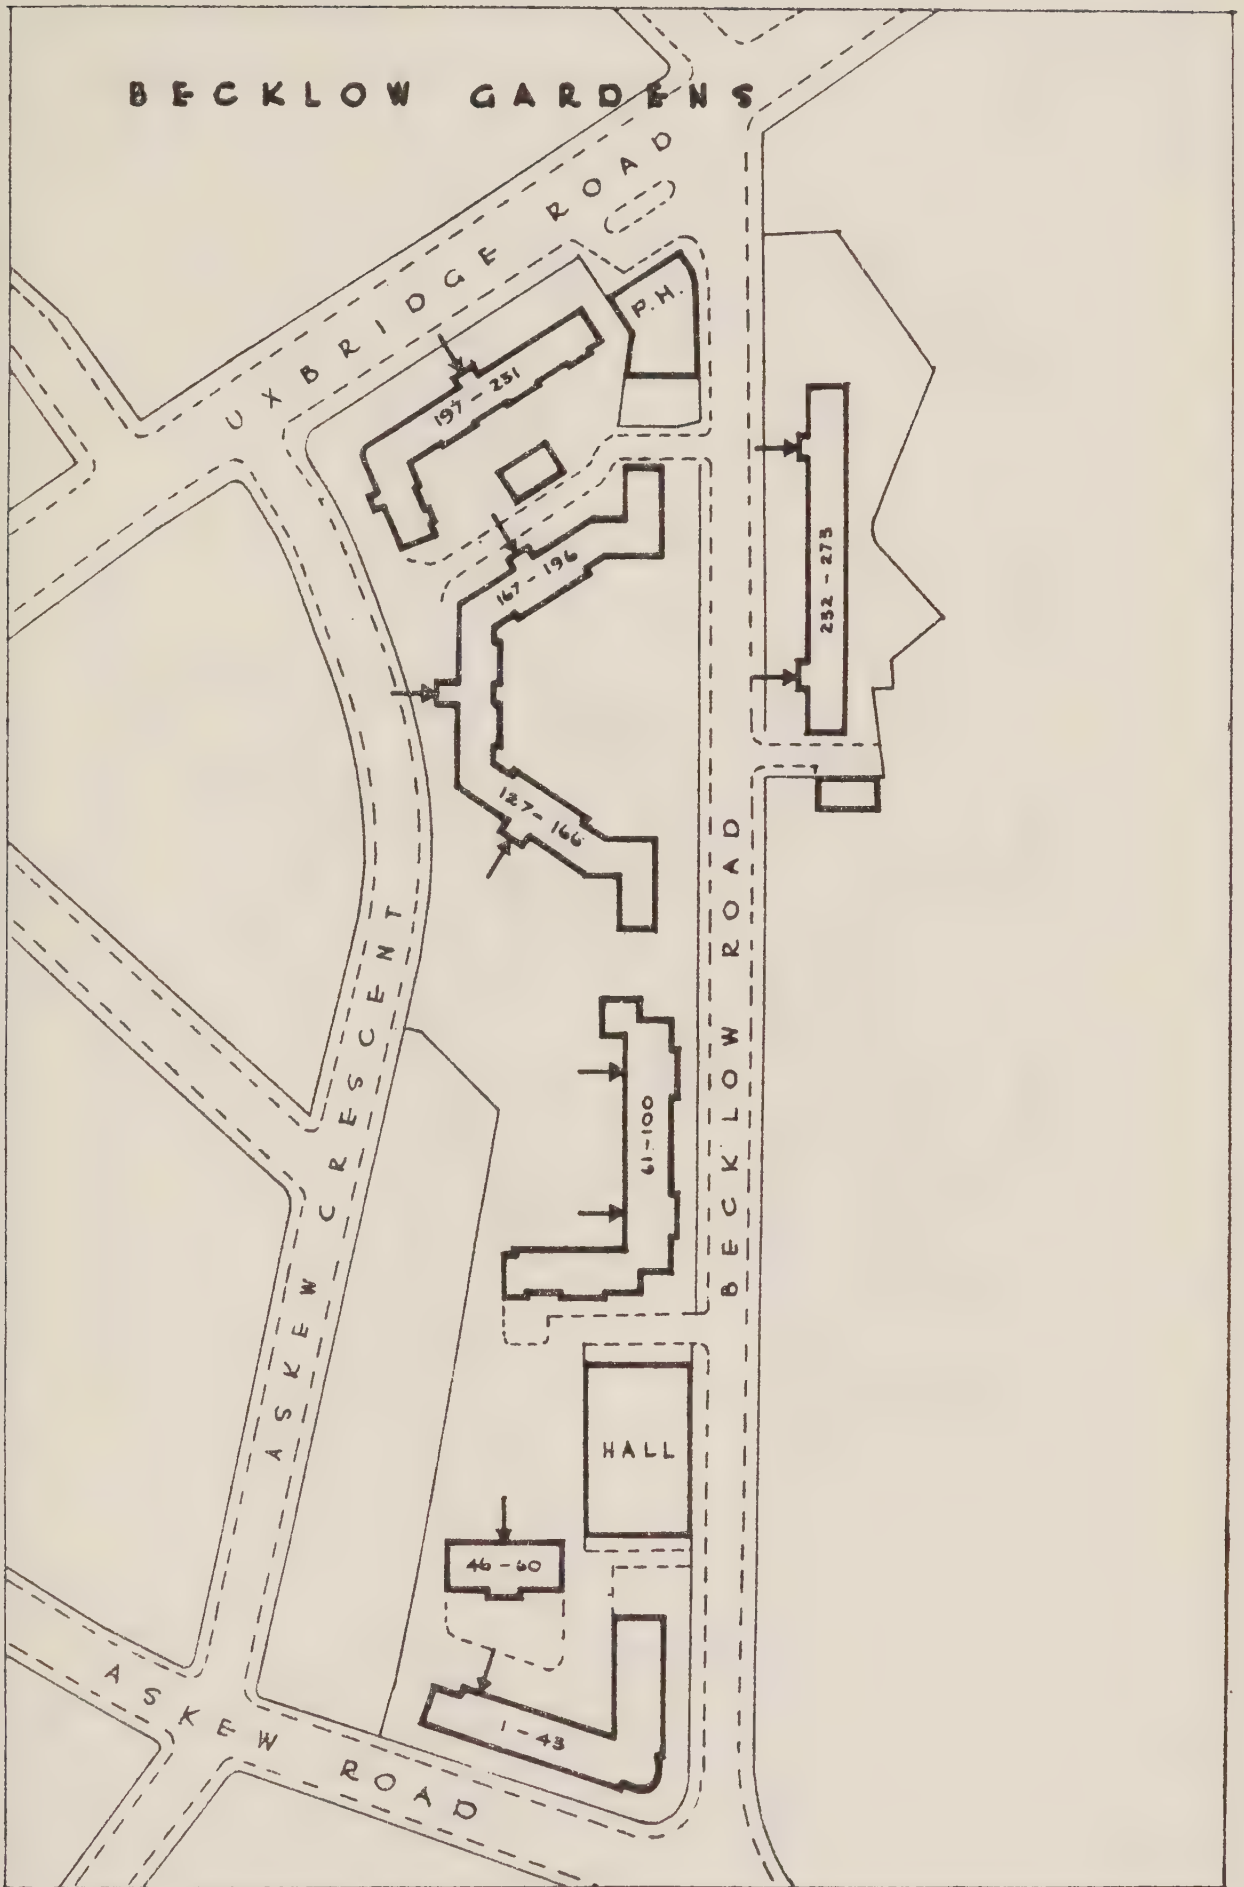 BECKLOW GARDENS
UXBRIDGE ROAD
P.H.
197-231
167-196
232-273
127-166
BECKLOW ROAD
ASKEW CRESCENT
61-100
HALL
46-60
1-43
ASKEW ROAD